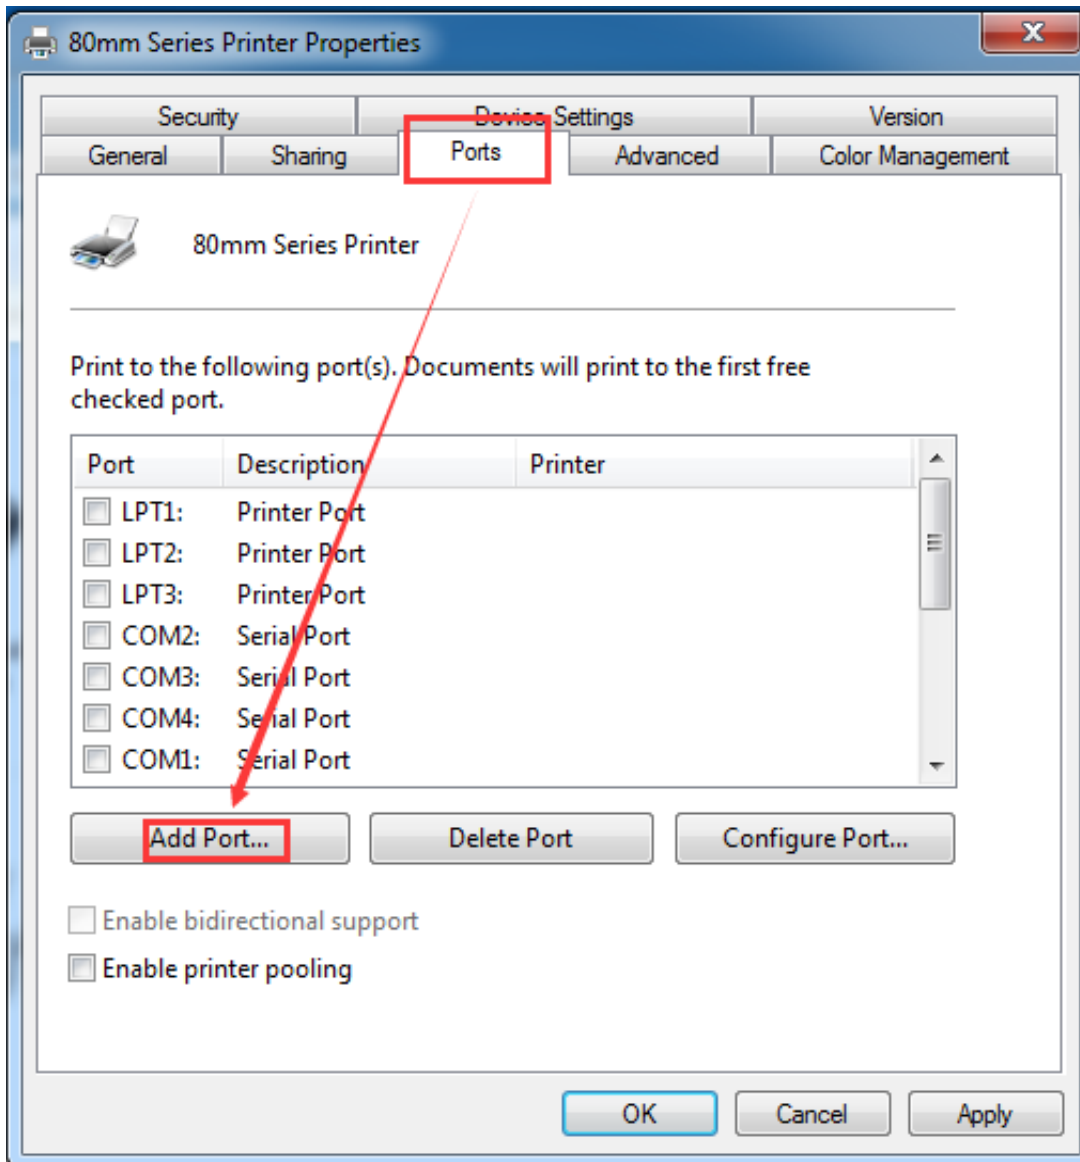 80mm Series Printer Properties
Security Device Settings Version
General Sharing Ports Advanced Color Management
80mm Series Printer
Print to the following port(s). Documents will print to the first free
checked port.
Port Description Printer
LPT1: Printer Port
LPT2: Printer Port
LPT3: Printer Port
COM2: Serial Port
COM3: Serial Port
COM4: Serial Port
COM1: Serial Port
Add Port... Delete Port Configure Port...
Enable bidirectional support
Enable printer pooling
OK Cancel Apply